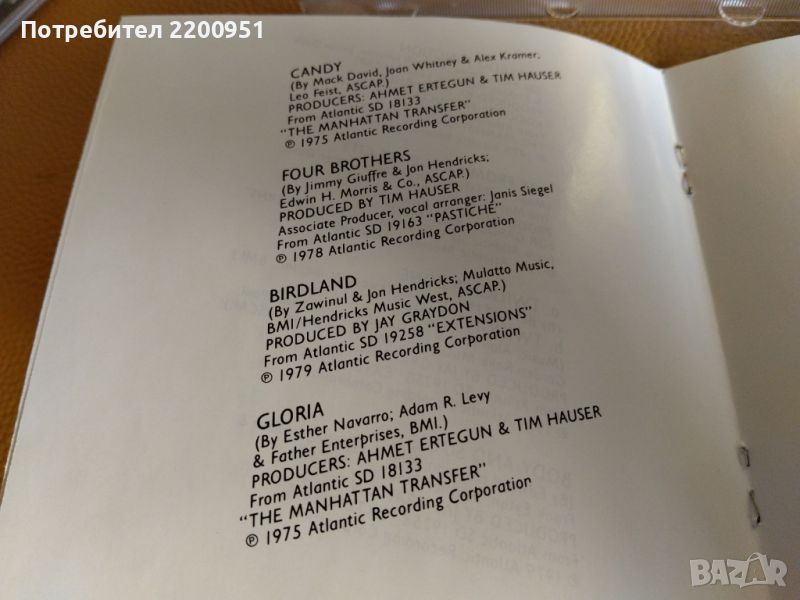 Потребител 2200951
CANDY
(By Mack David, Joan Whitney & Alex Kramer,
Leo Feist, ASCAP.)
PRODUCERS: AHMET ERTEGUN & TIM HAUSER
From Atlantic SD 18133
“THE MANHATTAN TRANSFER”
℗ 1975 Atlantic Recording Corporation
FOUR BROTHERS
(By Jimmy Giuffre & Jon Hendricks;
Edwin H. Morris & Co., ASCAP.)
PRODUCED BY TIM HAUSER
Associate Producer, vocal arranger: Janis Siegel
From Atlantic SD 19163 “PASTICHE”
℗ 1978 Atlantic Recording Corporation
BIRDLAND
(By Zawinul & Jon Hendricks; Mulatto Music,
BMI/Hendricks Music West, ASCAP.)
PRODUCED BY JAY GRAYDON
From Atlantic SD 19258 “EXTENSIONS”
℗ 1979 Atlantic Recording Corporation
GLORIA
(By Esther Navarro; Adam R. Levy
& Father Enterprises, BMI.)
PRODUCERS: AHMET ERTEGUN & TIM HAUSER
From Atlantic SD 18133
“THE MANHATTAN TRANSFER”
℗ 1975 Atlantic Recording Corporation
BAZAR